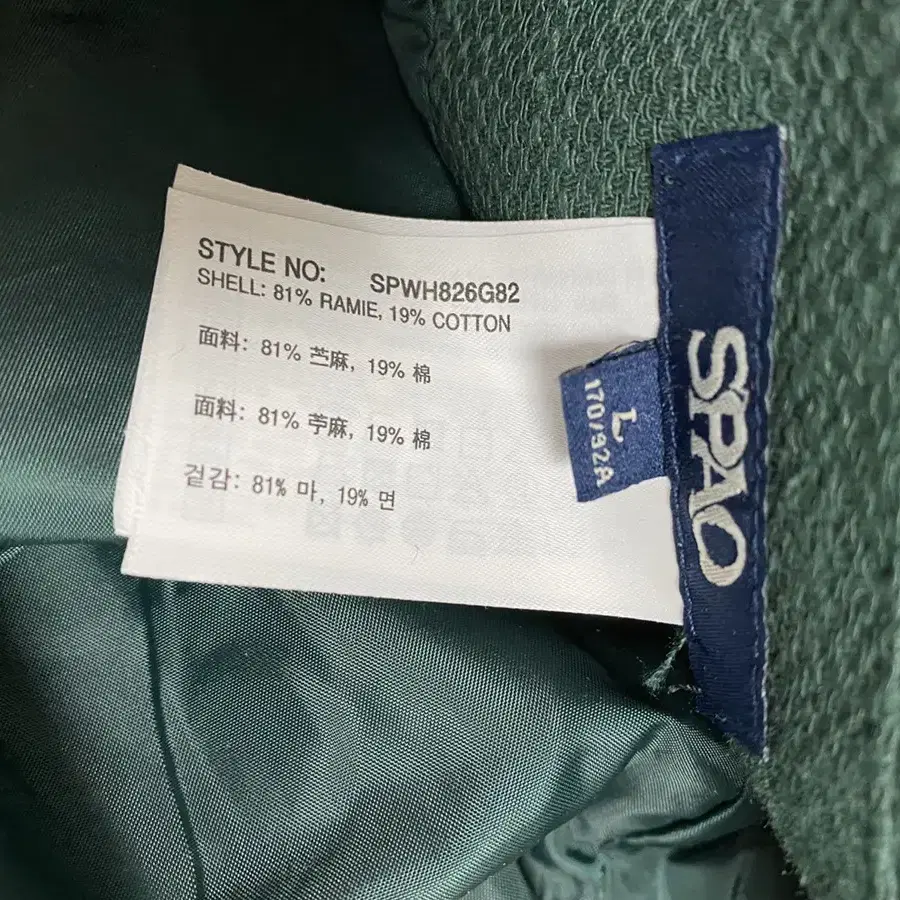 STYLE NO: SPWH826G82
SHELL: 81% RAMIE, 19% COTTON
面料: 81% 苎麻, 19% 棉
面料: 81% 苧麻, 19% 棉
겉감: 81% 마, 19% 면
L
170/92A
SPAO